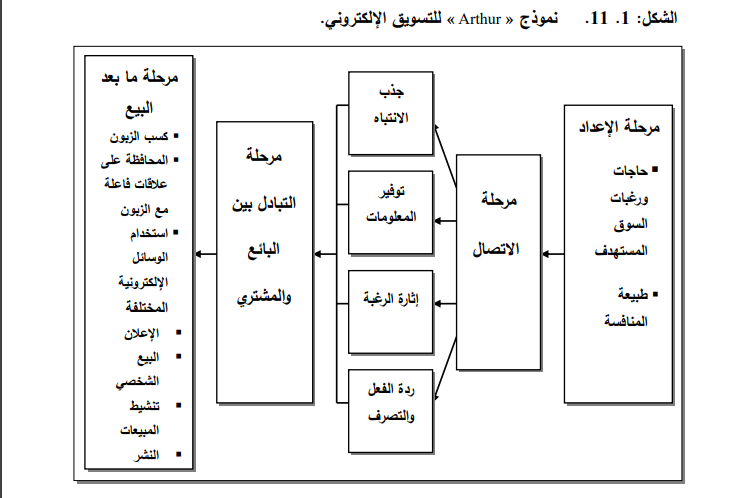 الشكل: 1. 11. نموذج « Arthur » للتسويق الإلكتروني.
مرحلة الإعداد
▪ حاجات
ورغبات
السوق
المستهدف
▪ طبيعة
المنافسة
مرحلة
الاتصال
جذب
الانتباه
توفير
المعلومات
إثارة الرغبة
ردة الفعل
والتصرف
مرحلة
التبادل بين
البائع
والمشتري
مرحلة ما بعد
البيع
▪ كسب الزبون
▪ المحافظة على
علاقات فاعلة
مع الزبون
▪ استخدام
الوسائل
الإلكترونية
المختلفة
▪ الإعلان
▪ البيع
الشخصي
▪ تنشيط
المبيعات
▪ النشر